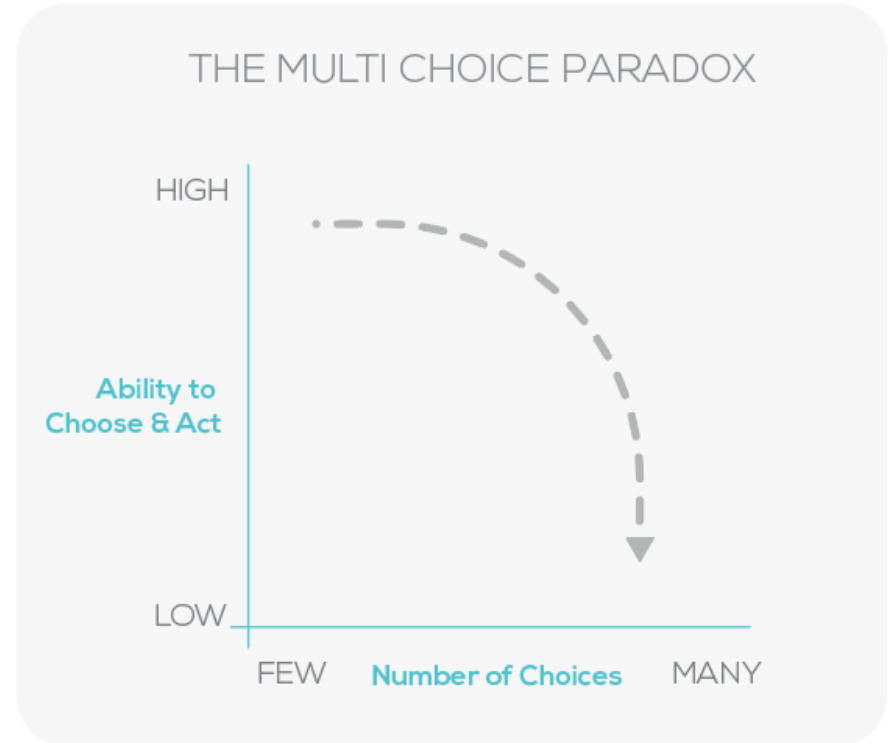 THE MULTI CHOICE PARADOX
HIGH
Ability to
Choose & Act
LOW
FEW Number of Choices MANY